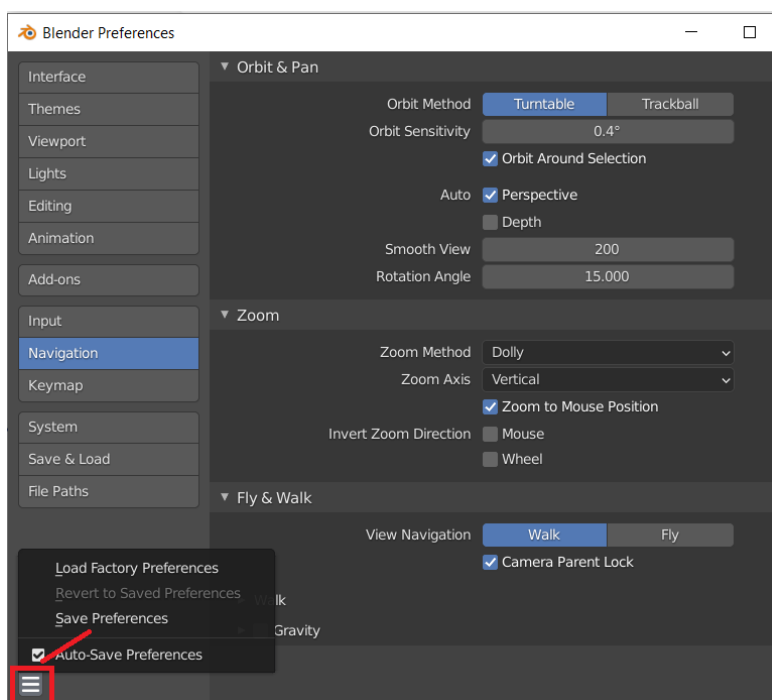 Blender Preferences
Interface
Themes
Viewport
Lights
Editing
Animation
Add-ons
Input
Navigation
Keymap
System
Save & Load
File Paths
Orbit & Pan
Orbit Method Turntable Trackball
Orbit Sensitivity 0.4°
Orbit Around Selection
Auto Perspective
Depth
Smooth View 200
Rotation Angle 15.000
Zoom
Zoom Method Dolly
Zoom Axis Vertical
Zoom to Mouse Position
Invert Zoom Direction Mouse
Wheel
Fly & Walk
View Navigation Walk Fly
Camera Parent Lock
Walk
Gravity
Load Factory Preferences
Revert to Saved Preferences
Save Preferences
Auto-Save Preferences